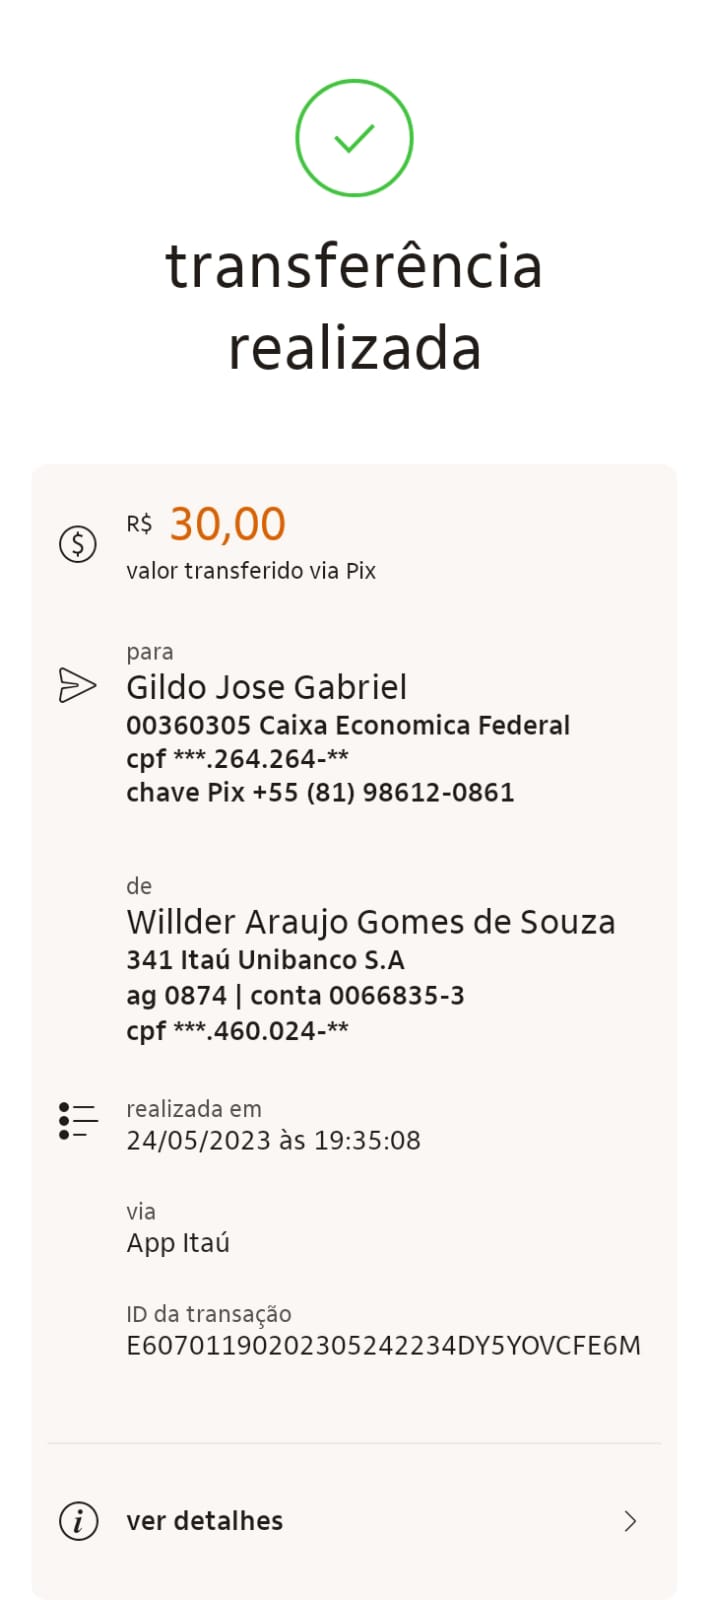 transferência
realizada
R$ 30,00
valor transferido via Pix
para
Gildo Jose Gabriel
00360305 Caixa Economica Federal
cpf ***.264.264-**
chave Pix +55 (81) 98612-0861
de
Willder Araujo Gomes de Souza
341 Itaú Unibanco S.A
ag 0874 | conta 0066835-3
cpf ***.460.024-**
realizada em
24/05/2023 às 19:35:08
via
App Itaú
ID da transação
E60701190202305242234DY5YOVCFE6M
ver detalhes